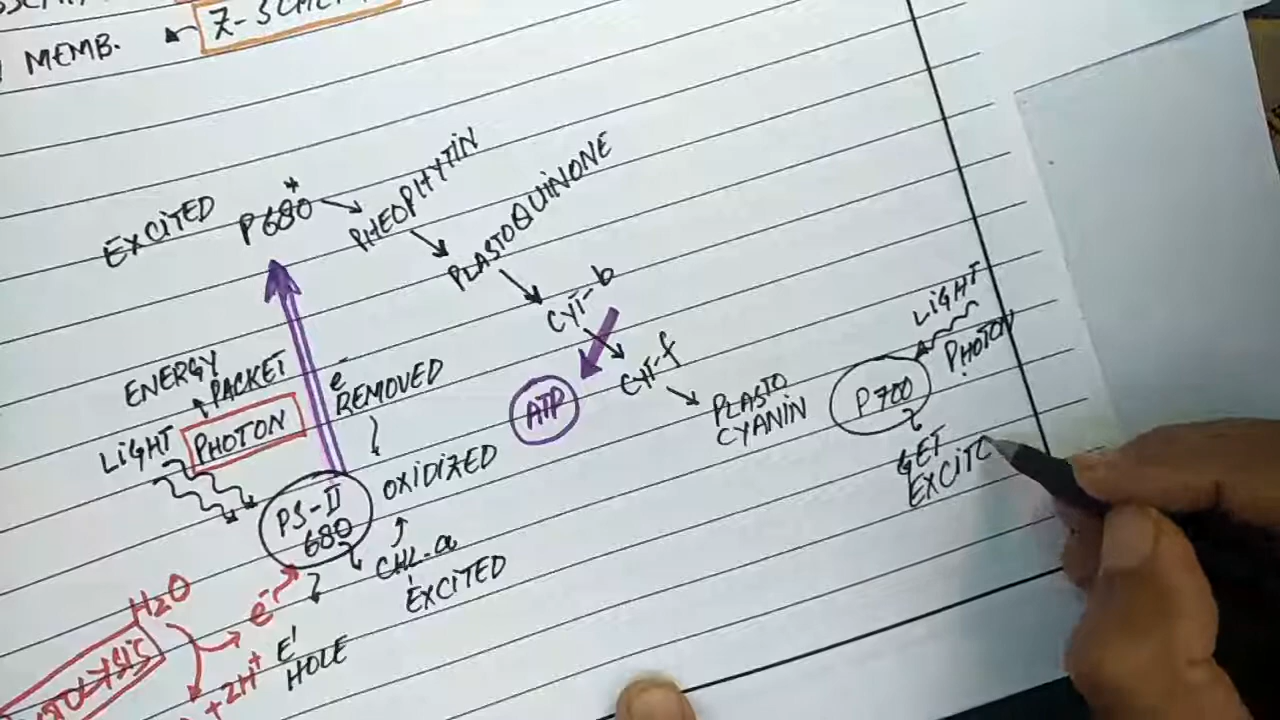 MEMB.
EXCITED
P680+
PHEOPHYTIN
PLASTOQUINONE
CYT-b
CYT-f
ATP
PLASTO
CYANIN
P700
LIGHT
PHOTON
GET
EXCITE
ENERGY
PACKET
LIGHT
PHOTON
e-
REMOVED
OXIDIZED
PS-II
680
CHL-a
EXCITED
H2O
e-
+2H+
E'
HOLE